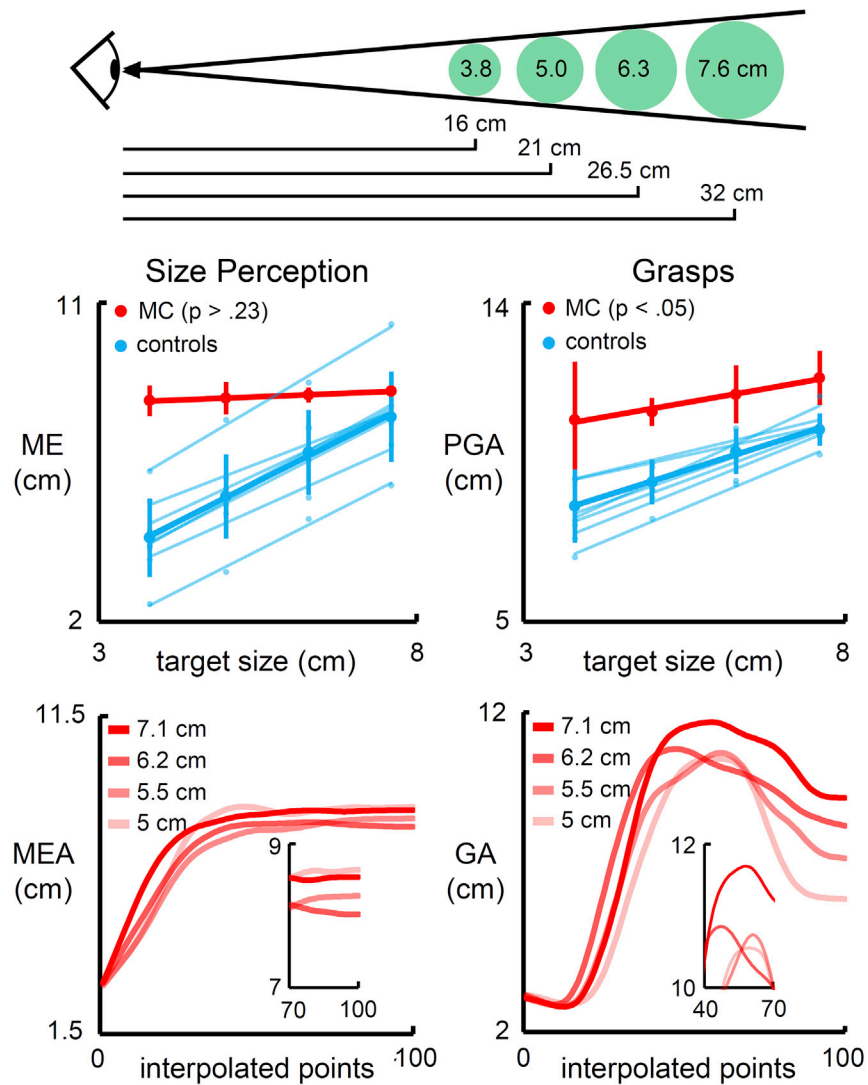 3.8 5.0 6.3 7.6 cm
16 cm
21 cm
26.5 cm
32 cm
Size Perception
11
MC (p > .23)
controls
ME
(cm)
2
3
8
target size (cm)
Grasps
14
MC (p < .05)
controls
PGA
(cm)
5
3
8
target size (cm)
11.5
7.1 cm
6.2 cm
5.5 cm
5 cm
MEA
(cm)
9
7
70
100
1.5
0
100
interpolated points
12
7.1 cm
6.2 cm
5.5 cm
5 cm
GA
(cm)
12
10
40
70
2
0
100
interpolated points